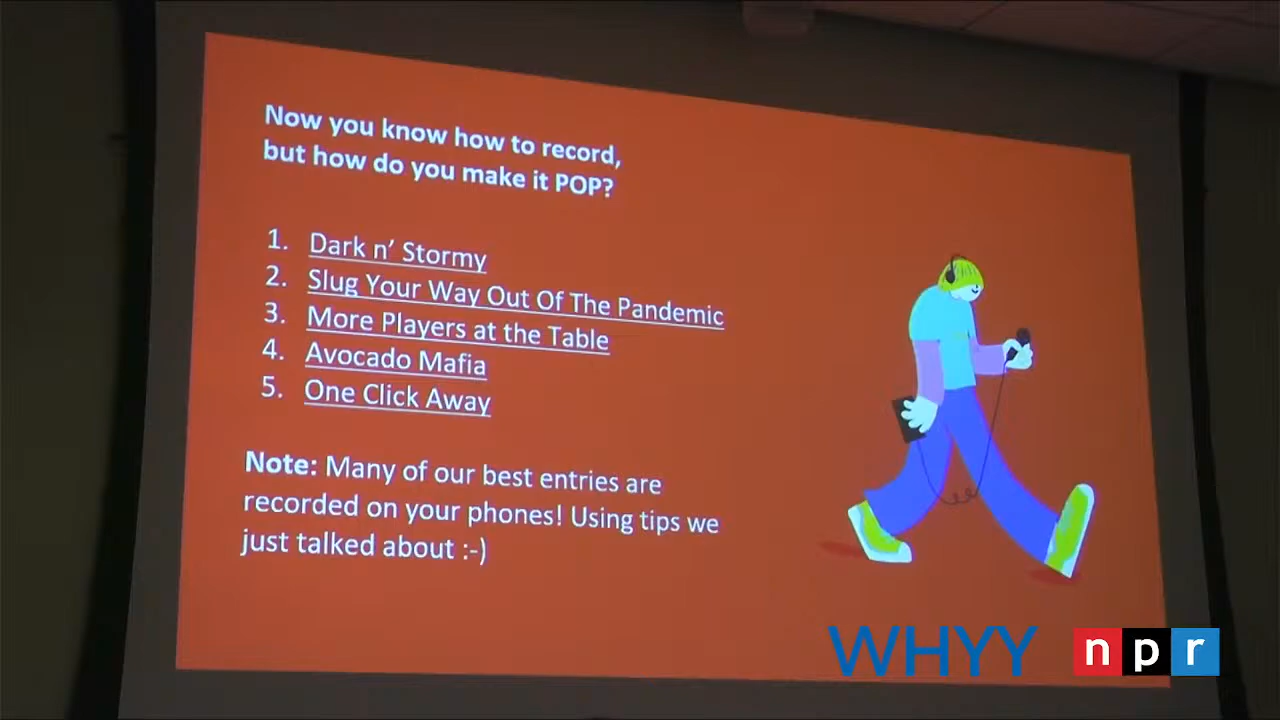 Now you know how to record,
but how do you make it POP?
1. Dark n' Stormy
2. Slug Your Way Out Of The Pandemic
3. More Players at the Table
4. Avocado Mafia
5. One Click Away
Note: Many of our best entries are
recorded on your phones! Using tips we
just talked about :-)
WHYY npr